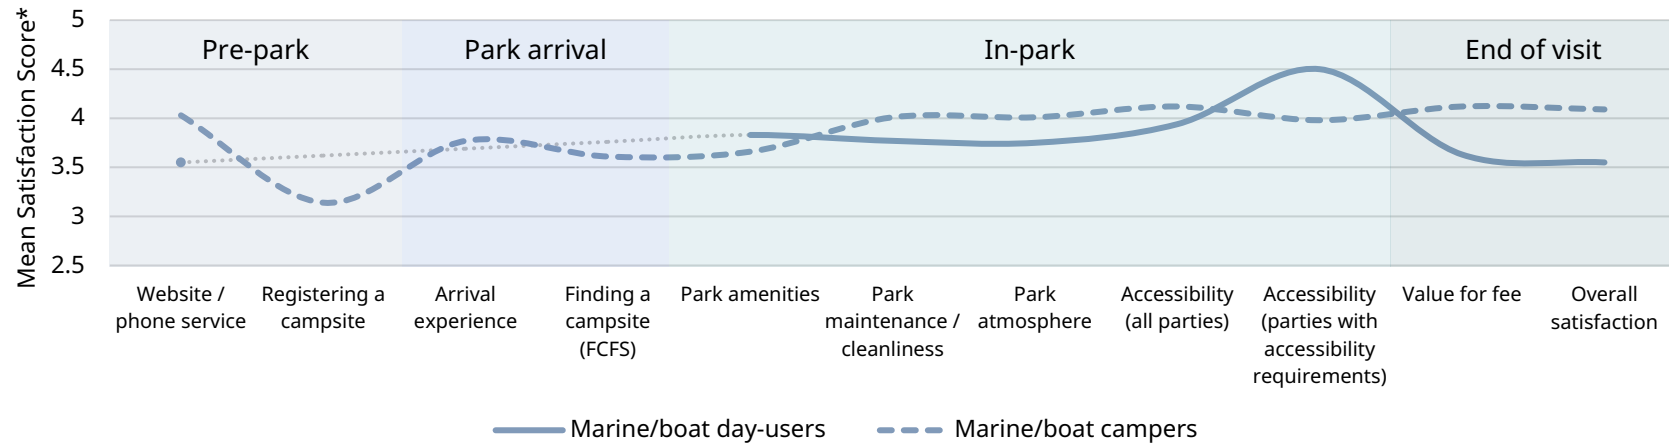 Mean Satisfaction Score*
5
4.5
4
3.5
3
2.5
Pre-park
Park arrival
In-park
End of visit
Website /
phone service
Registering a
campsite
Arrival
experience
Finding a
campsite
(FCFS)
Park amenities
Park
maintenance /
cleanliness
Park
atmosphere
Accessibility
(all parties)
Accessibility
(parties with
accessibility
requirements)
Value for fee
Overall
satisfaction
Marine/boat day-users
Marine/boat campers